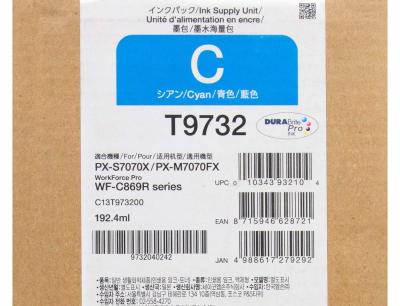 インクパック/Ink Supply Unit/
Unité d'alimentation en encre/
墨包/墨水海量包
C
シアン/Cyan/青色/藍色
T9732
DURABrite
Pro
INK
適合機種/For/Pour/适用机型/適用機型
PX-S7070X/PX-M7070FX
WorkForce Pro
WF-C869R series
C13T973200
192.4ml
UPC 0 10343 93210 4
9732040242
EAN 8 715946 628721
JAN 4 988617 279292